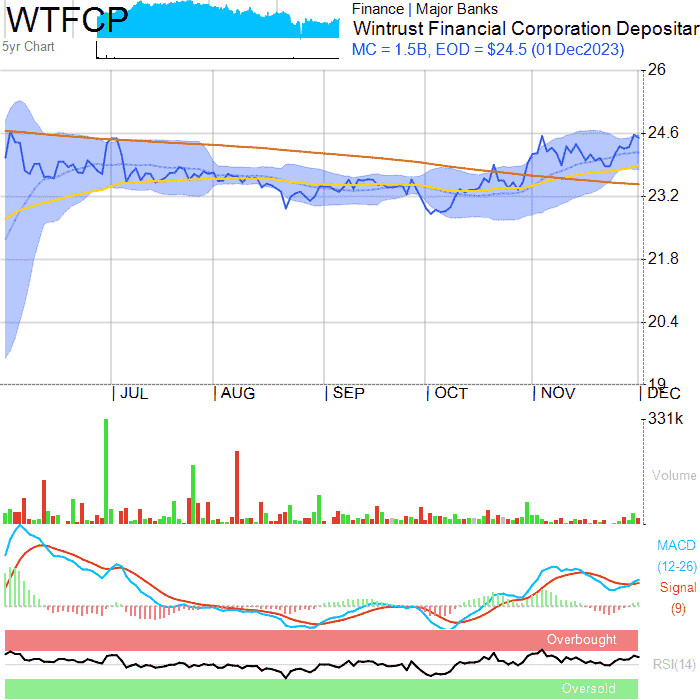 WTFCP
Finance | Major Banks
Wintrust Financial Corporation Depositar
5yr Chart
MC = 1.5B, EOD = $24.5 (01Dec2023)
26
24.6
23.2
21.8
20.4
19
JUL
AUG
SEP
OCT
NOV
DEC
331k
Volume
MACD
(12-26)
Signal
(9)
Overbought
RSI(14)
Oversold